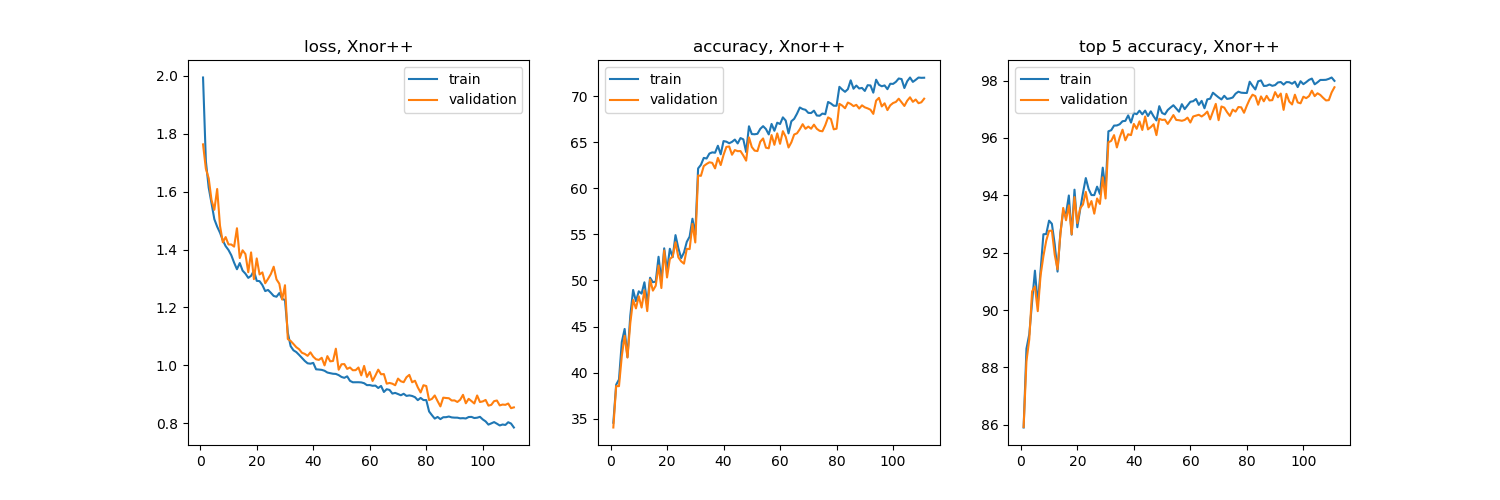 loss, Xnor++
train
validation
2.0
1.8
1.6
1.4
1.2
1.0
0.8
0 20 40 60 80 100
accuracy, Xnor++
train
validation
70
65
60
55
50
45
40
35
0 20 40 60 80 100
top 5 accuracy, Xnor++
train
validation
98
96
94
92
90
88
86
0 20 40 60 80 100